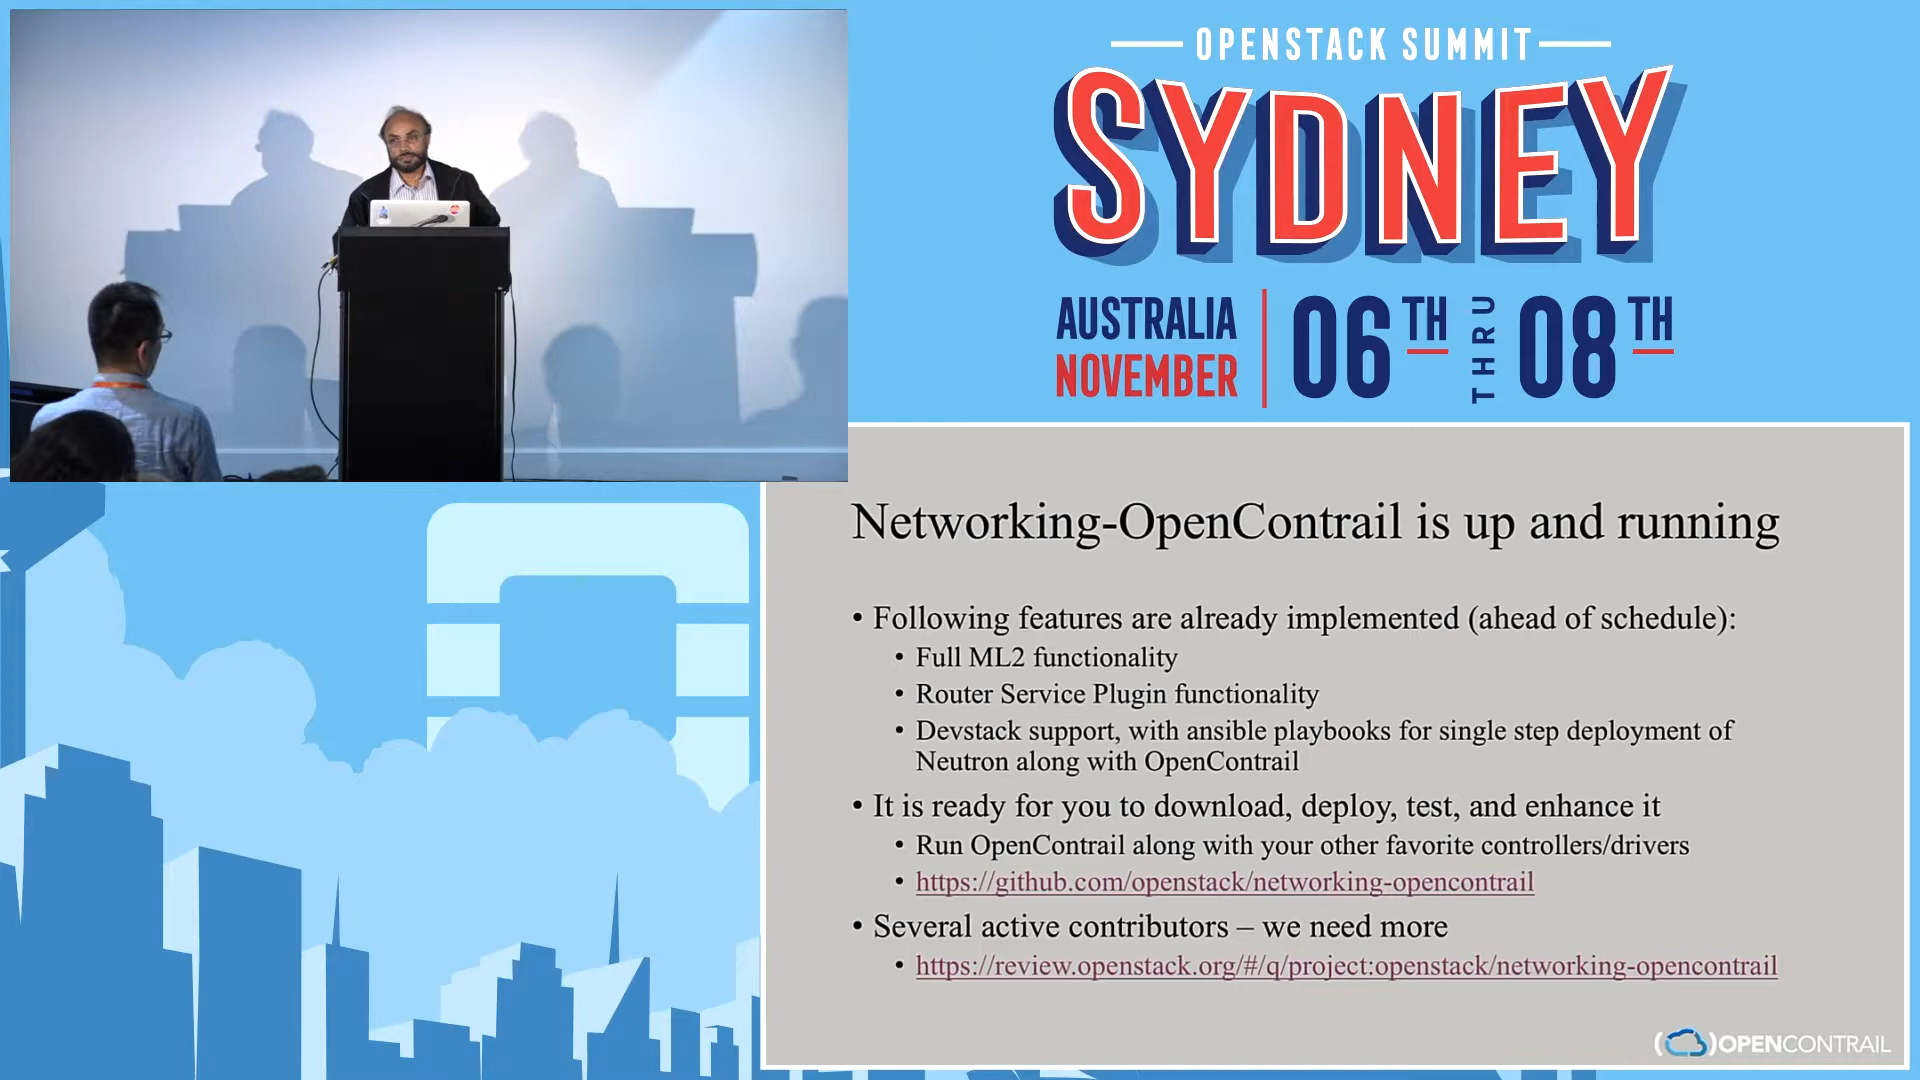 OPENSTACK SUMMIT
SYDNEY
AUSTRALIA
NOVEMBER
06TH THRU 08TH
Networking-OpenContrail is up and running
• Following features are already implemented (ahead of schedule):
• Full ML2 functionality
• Router Service Plugin functionality
• Devstack support, with ansible playbooks for single step deployment of
Neutron along with OpenContrail
• It is ready for you to download, deploy, test, and enhance it
• Run OpenContrail along with your other favorite controllers/drivers
• https://github.com/openstack/networking-opencontrail
• Several active contributors – we need more
• https://review.openstack.org/#/q/project:openstack/networking-opencontrail
OPENCONTRAIL